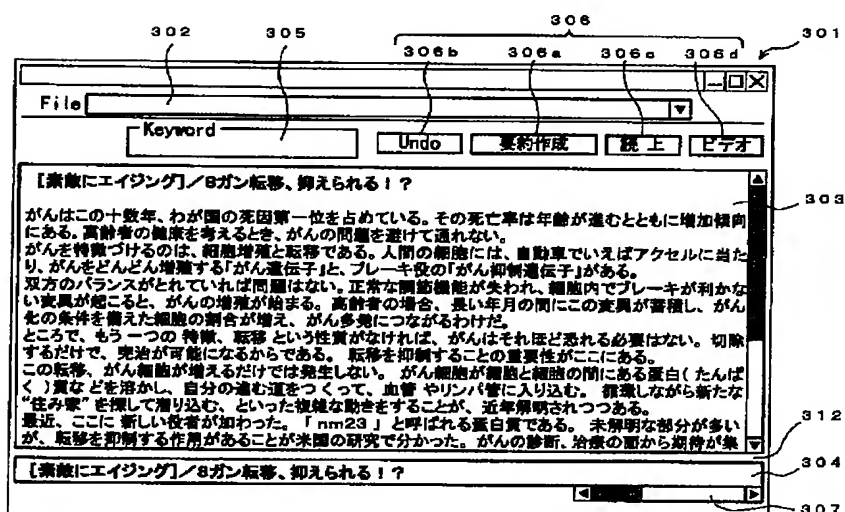 306
302 305 306b 306a 306c 306d 301
File
Keyword Undo 要約作成 読 上 ビデオ
【素敵にエイジング】/8ガン転移、抑えられる!?
303
がんはこの十数年、わが国の死因第一位を占めている。その死亡率は年齢が進むとともに増加傾向
にある。高齢者の健康を考えるとき、がんの問題を避けて通れない。
がんを特徴づけるのは、細胞増殖と転移である。人間の細胞には、自動車でいえばアクセルに当た
り、がんをどんどん増殖する「がん遺伝子」と、ブレーキ役の「がん抑制遺伝子」がある。
双方のバランスがとれていれば問題はない。正常な調節機能が失われ、細胞内でブレーキが利かな
い変異が起こると、がんの増殖が始まる。高齢者の場合、長い年月の間にこの変異が蓄積し、がん
化の条件を備えた細胞の割合が増え、がん多発につながるわけだ。
ところで、もう一つの 特徴、転移 という性質がなければ、がんはそれほど恐れる必要はない。切除
するだけで、完治が可能になるからである。 転移を抑制することの重要性がここにある。
この転移、がん細胞が増えるだけでは発生しない。 がん細胞が細胞と細胞の間にある蛋白( たんぱ
く )質などを溶かし、自分の進む道をつくって、血管 やリンパ管に入り込む。 循環しながら新たな
“住み家”を探して潜り込む、といった複雑な動きをすることが、近年解明されつつある。
最近、ここに 新しい役者が加わった。「 nm23 」と呼ばれる蛋白質である。 未解明な部分が多い
が、転移を抑制する作用があることが米国の研究で分かった。がんの診断、治療の面から期待が集
312
【素敵にエイジング】/8ガン転移、抑えられる!?
304
307